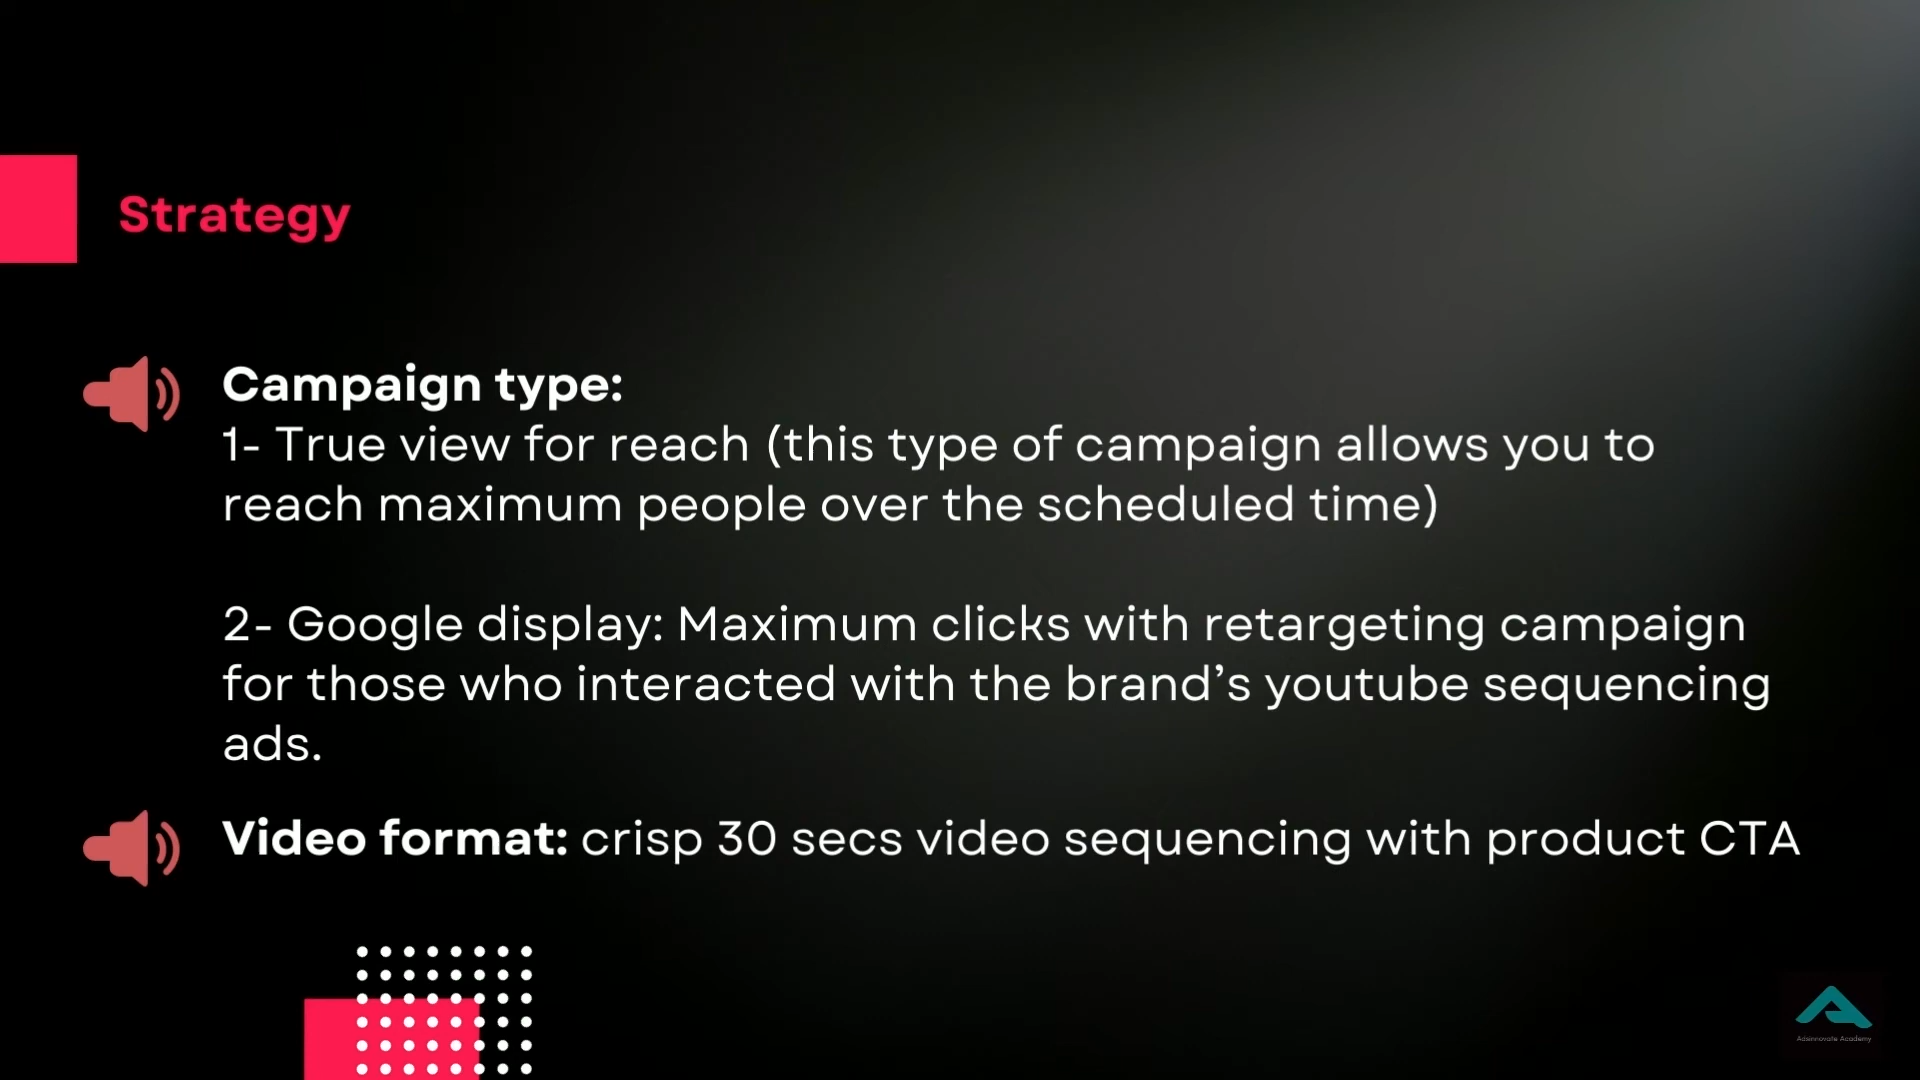 Strategy
Campaign type:
1- True view for reach (this type of campaign allows you to
reach maximum people over the scheduled time)
2- Google display: Maximum clicks with retargeting campaign
for those who interacted with the brand’s youtube sequencing
ads.
Video format: crisp 30 secs video sequencing with product CTA
Adsinnovate Academy